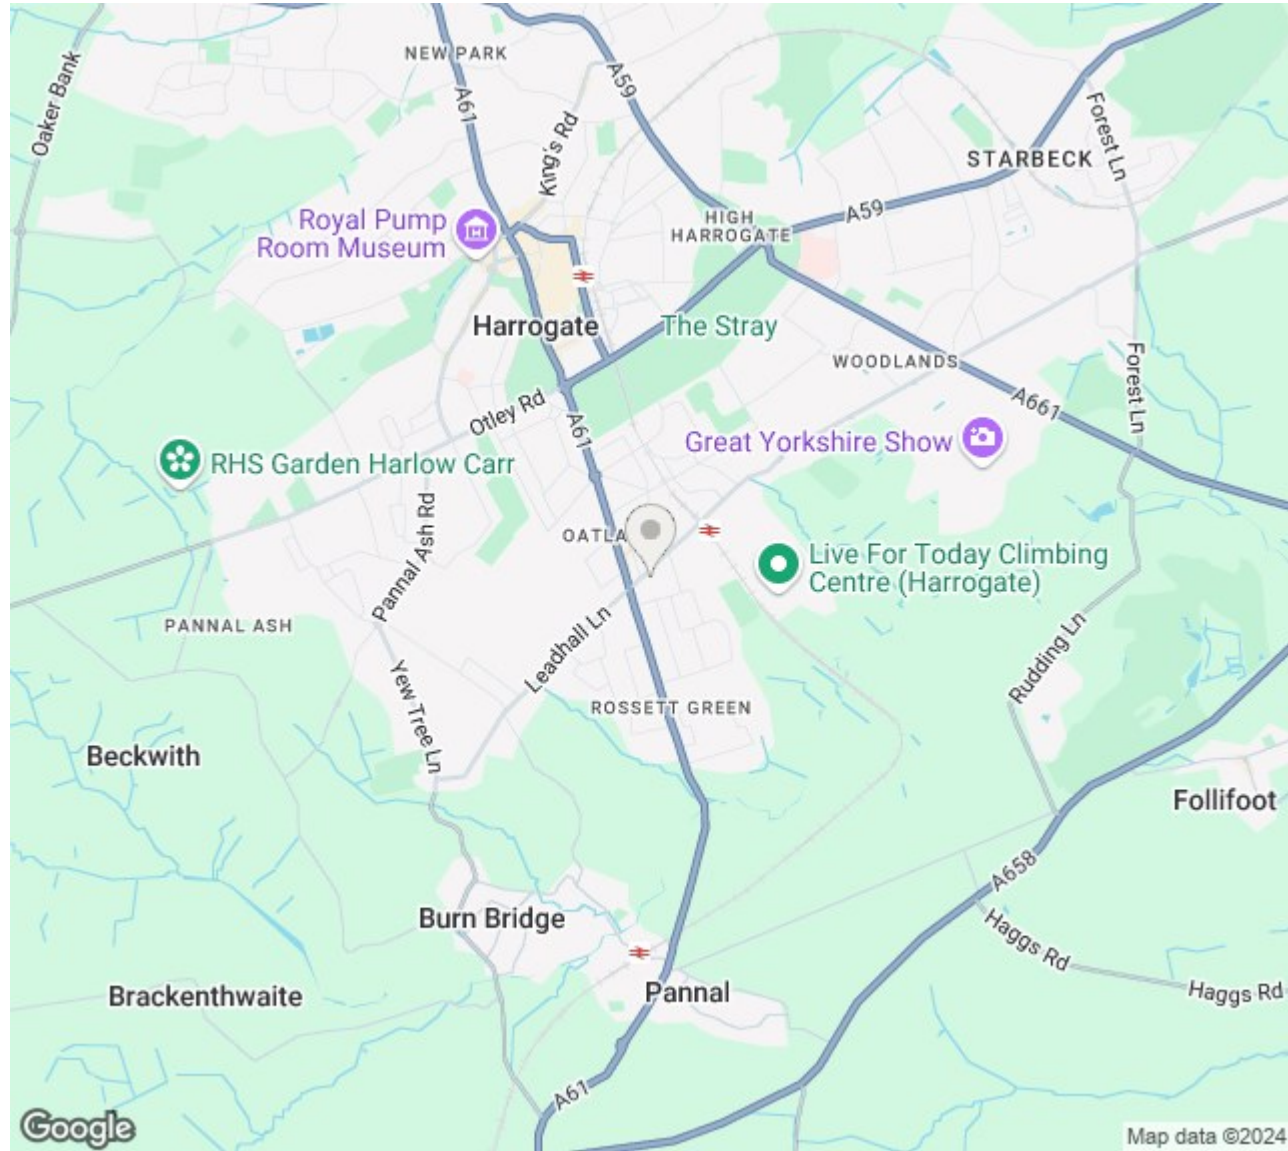 NEW PARK
Oaker Bank
A61
A59
King's Rd
Forest Ln
STARBECK
Royal Pump
Room Museum
HIGH
HARROGATE
A59
Harrogate
The Stray
WOODLANDS
Forest Ln
A661
Otley Rd
A61
Great Yorkshire Show
RHS Garden Harlow Carr
Pannal Ash Rd
OATLA
Live For Today Climbing
Centre (Harrogate)
PANNAL ASH
Leadhall Ln
Rudding Ln
Yew Tree Ln
ROSSETT GREEN
Beckwith
Follifoot
A658
Burn Bridge
Haggs Rd
Haggs Rd
Brackenthwaite
Pannal
A61
Google
Map data ©2024